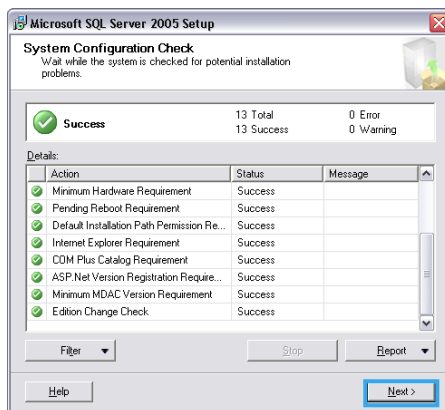 Microsoft SQL Server 2005 Setup
System Configuration Check
Wait while the system is checked for potential installation
problems.
Success
13 Total
0 Error
13 Success
0 Warning
Details:
Action Status Message
Minimum Hardware Requirement Success
Pending Reboot Requirement Success
Default Installation Path Permission Re... Success
Internet Explorer Requirement Success
COM Plus Catalog Requirement Success
ASP.Net Version Registration Require... Success
Minimum MDAC Version Requirement Success
Edition Change Check Success
Filter Stop Report
Help Next >